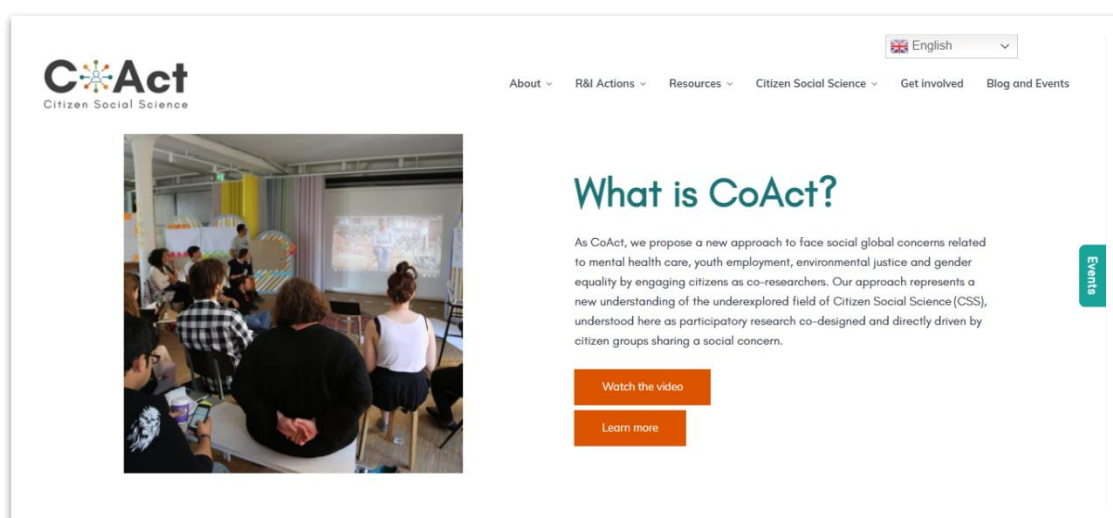 English
C Act
Citizen Social Science
About
R&I Actions
Resources
Citizen Social Science
Get involved
Blog and Events
What is CoAct?
As CoAct, we propose a new approach to face social global concerns related
to mental health care, youth employment, environmental justice and gender
equality by engaging citizens as co-researchers. Our approach represents a
new understanding of the underexplored field of Citizen Social Science (CSS),
understood here as participatory research co-designed and directly driven by
citizen groups sharing a social concern.
Watch the video
Learn more
Events